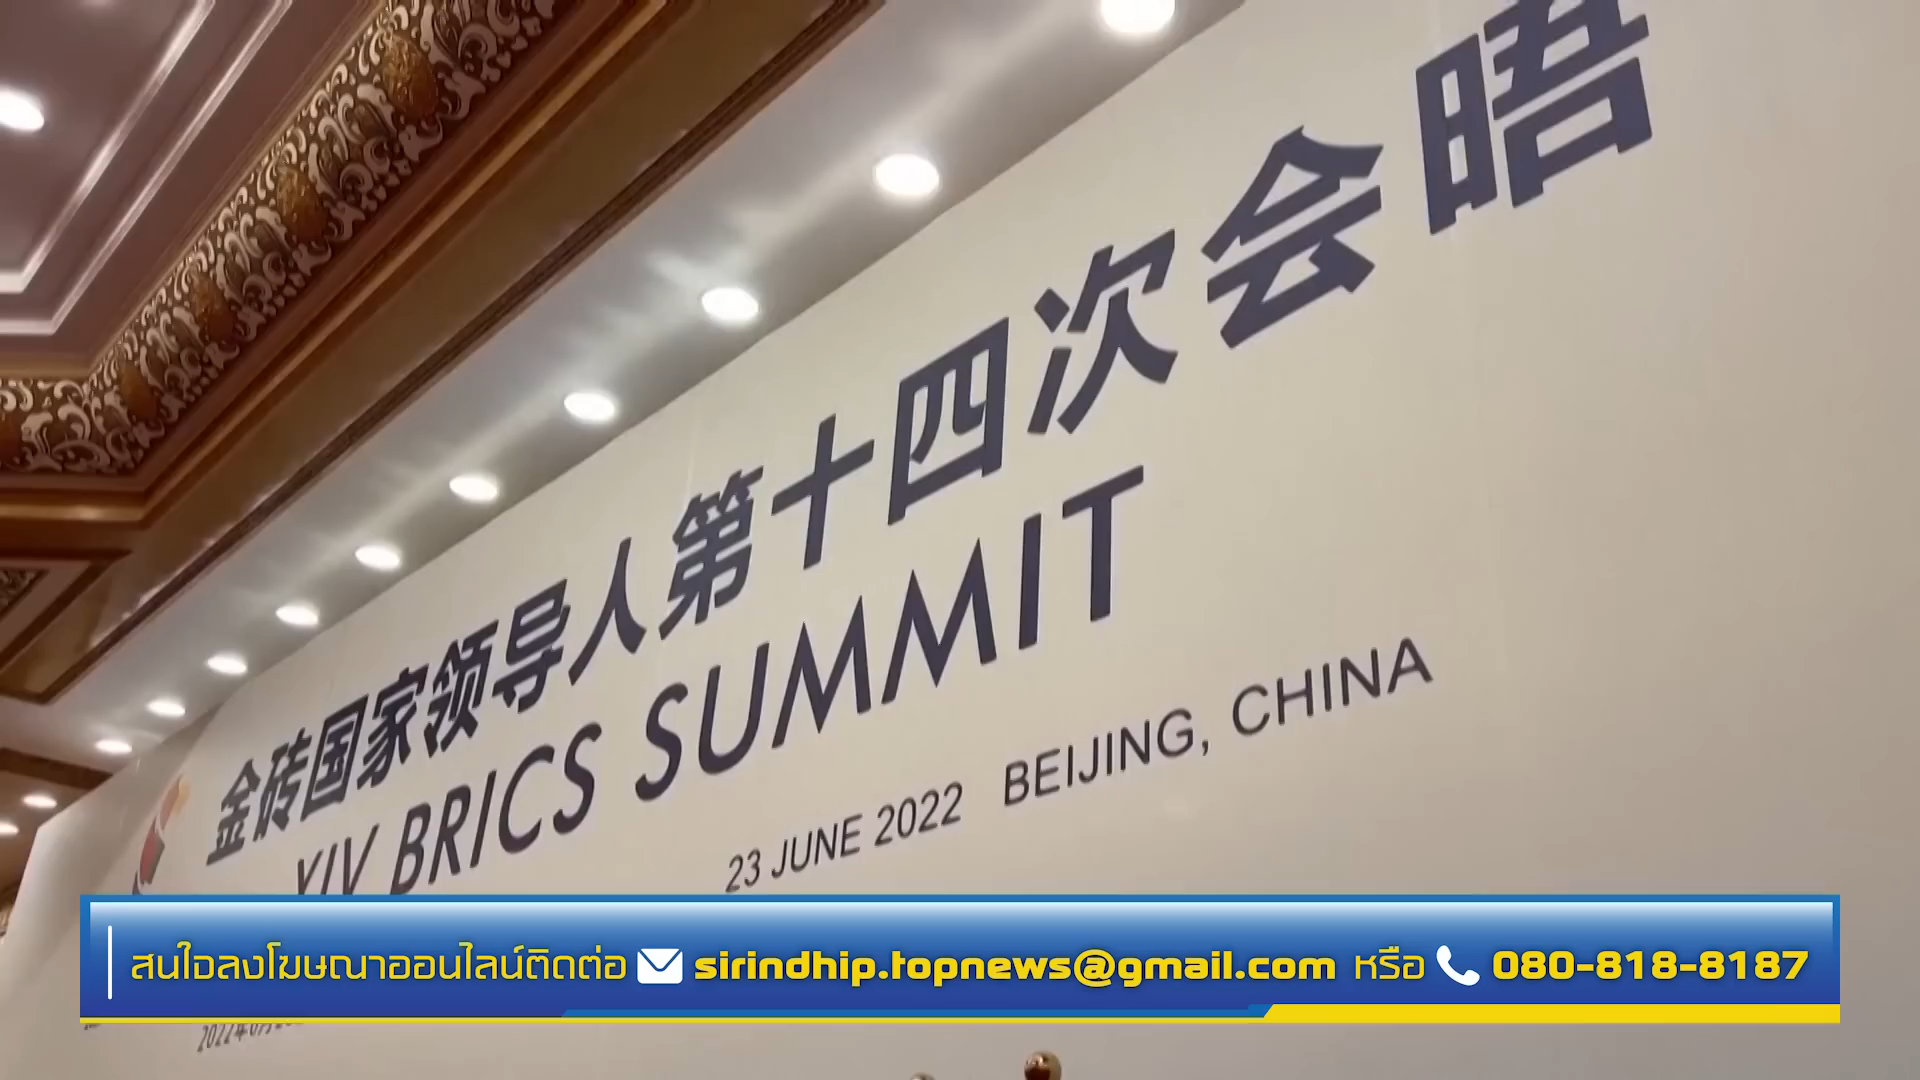 金砖国家领导人第十四次会晤
XIV BRICS SUMMIT
23 JUNE 2022 BEIJING, CHINA
สนใจลงโฆษณาออนไลน์ติดต่อ sirindhip.topnews@gmail.com หรือ 080-818-8187